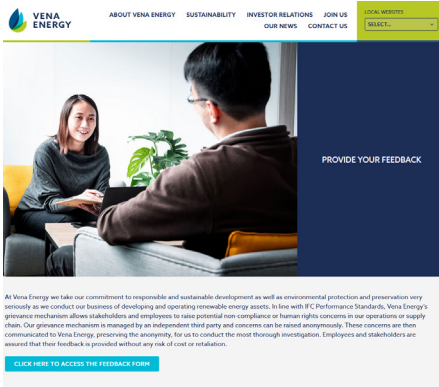 VENA
ENERGY
ABOUT VENA ENERGY SUSTAINABILITY INVESTOR RELATIONS JOIN US
OUR NEWS CONTACT US
LOCAL WEBSITES
SELECT...
PROVIDE YOUR FEEDBACK
At Vena Energy we take our commitment to responsible and sustainable development as well as environmental protection and preservation very
seriously as we conduct our business of developing and operating renewable energy assets. In line with IFC Performance Standards, Vena Energy's
grievance mechanism allows stakeholders and employees to raise potential non-compliance or human rights concerns in our operations or supply
chain. Our grievance mechanism is managed by an independent third party and concerns can be raised anonymously. These concerns are then
communicated to Vena Energy, preserving the anonymity, for us to conduct the most thorough investigation. Employees and stakeholders are
assured that their feedback is provided without any risk of cost or retaliation.
CLICK HERE TO ACCESS THE FEEDBACK FORM